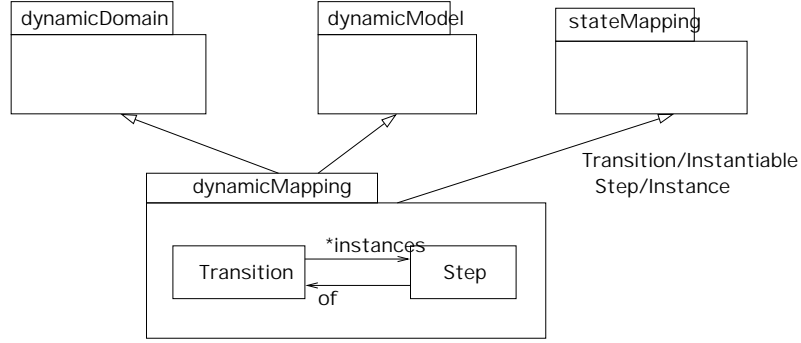 dynamicDomain
dynamicModel
stateMapping
Transition/Instantiable
Step/Instance
dynamicMapping
*instances
Transition
Step
of